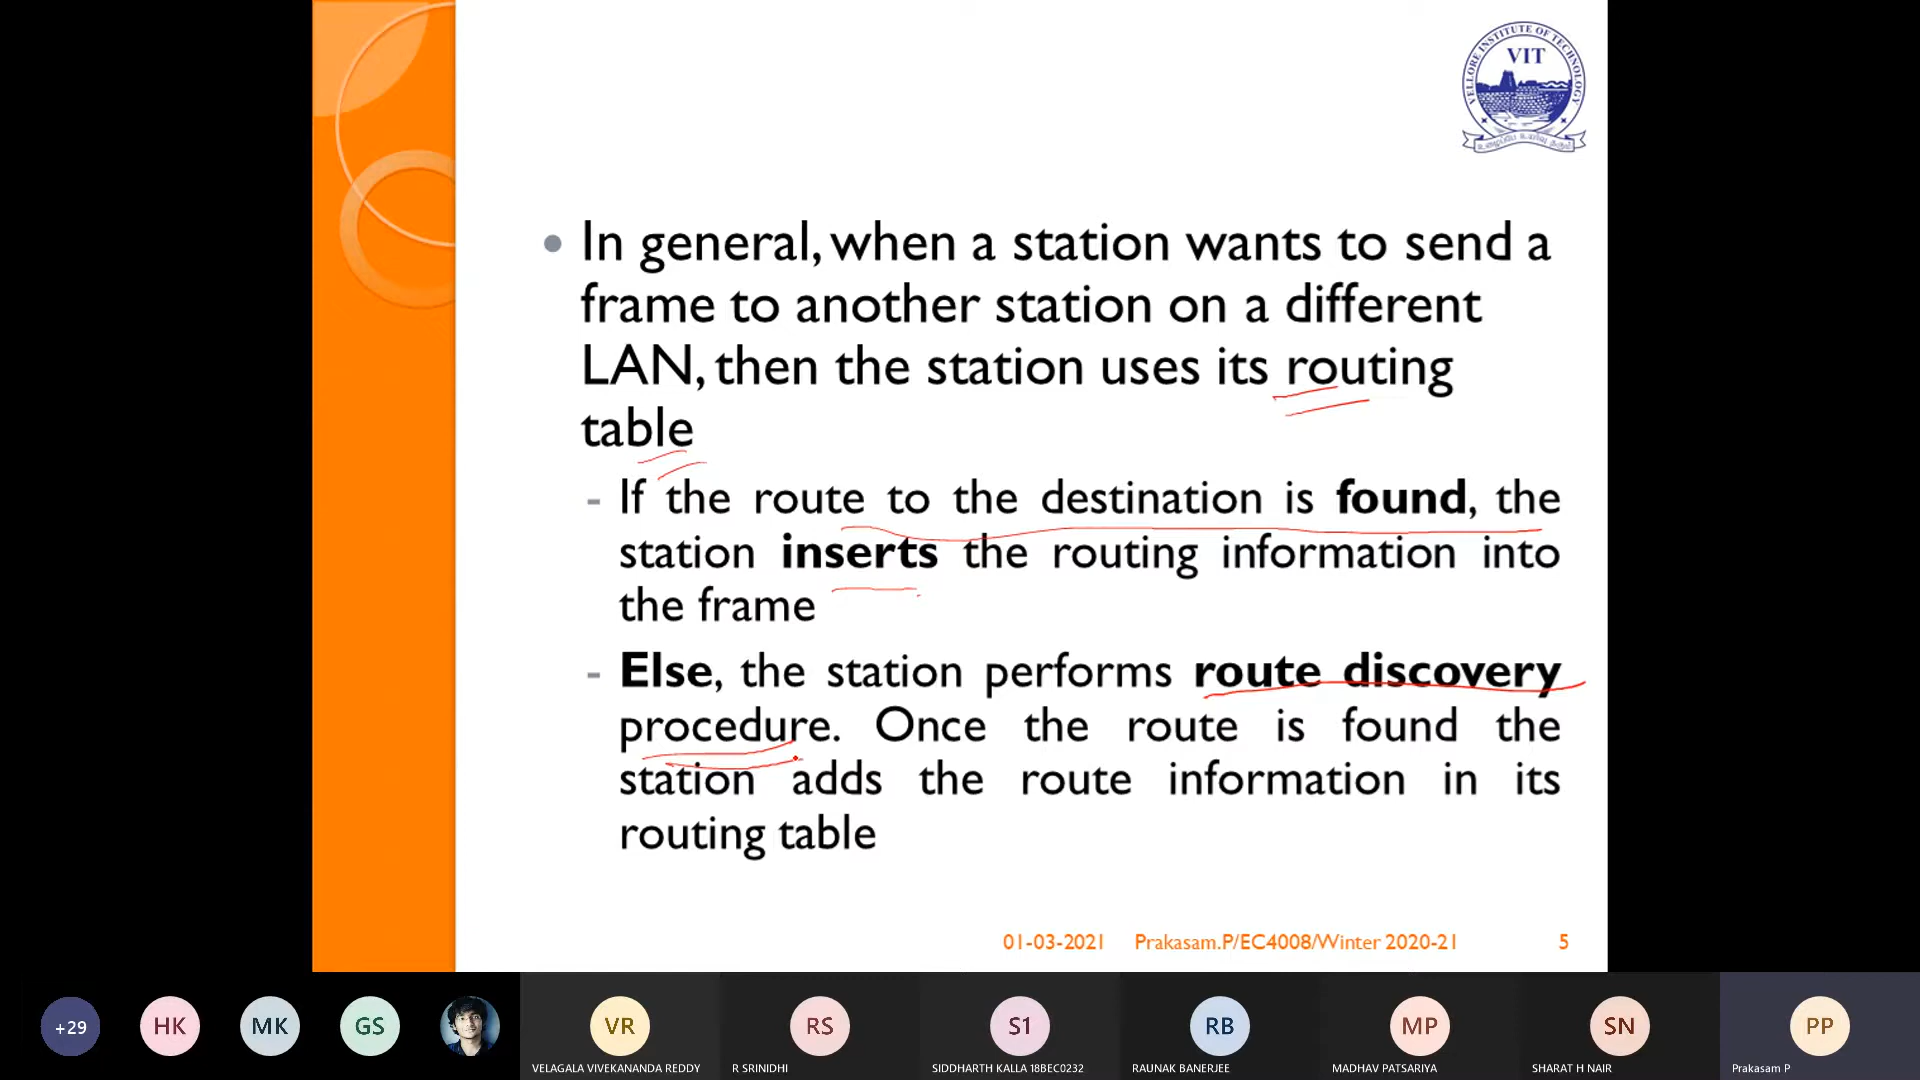 VELLORE INSTITUTE OF TECHNOLOGY
VIT
In general, when a station wants to send a
frame to another station on a different
LAN, then the station uses its routing
table
- If the route to the destination is found, the
station inserts the routing information into
the frame
- Else, the station performs route discovery
procedure. Once the route is found the
station adds the route information in its
routing table
01-03-2021 Prakasam.P/EC4008/Winter 2020-21 5
+29 HK MK GS VR RS S1 RB MP SN PP
VELAGALA VIVEKANANDA REDDY R SRINIDHI SIDDHARTH KALLA 18BEC0232 RAUNAK BANERJEE MADHAV PATSARIYA SHARAT H NAIR Prakasam P